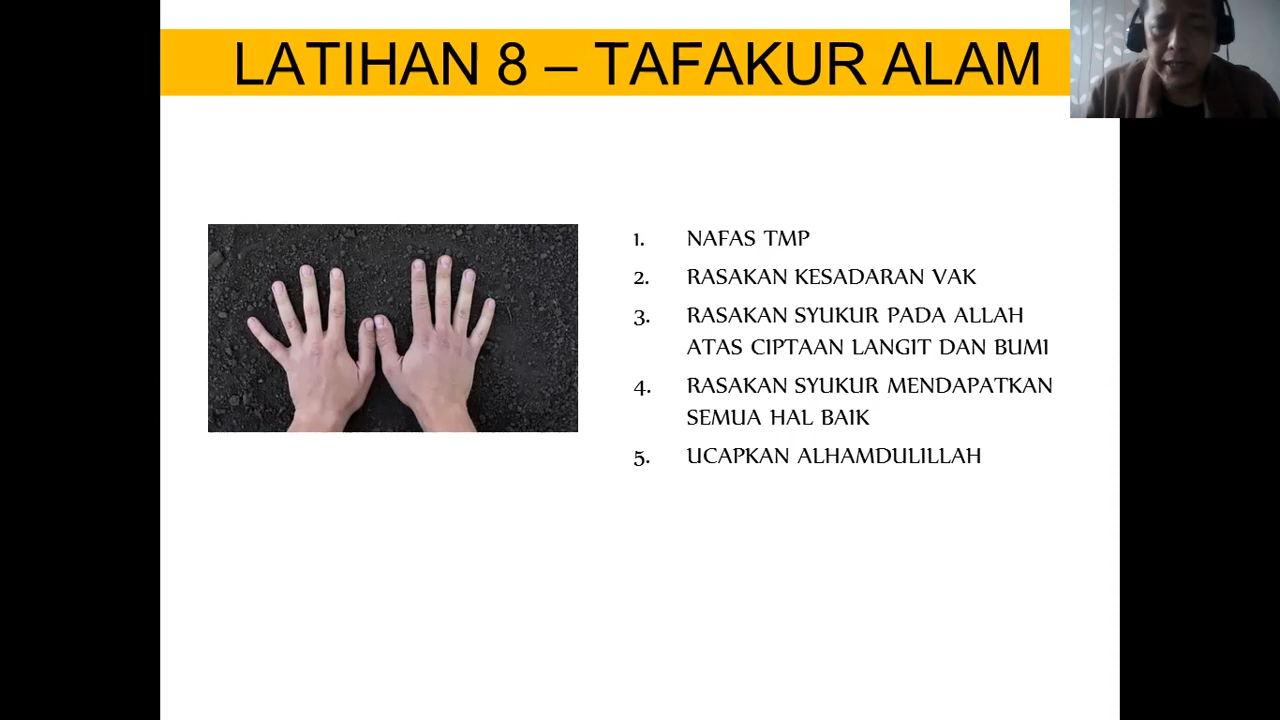 LATIHAN 8 – TAFAKUR ALAM
1. NAFAS TMP
2. RASAKAN KESADARAN VAK
3. RASAKAN SYUKUR PADA ALLAH
ATAS CIPTAAN LANGIT DAN BUMI
4. RASAKAN SYUKUR MENDAPATKAN
SEMUA HAL BAIK
5. UCAPKAN ALHAMDULILLAH